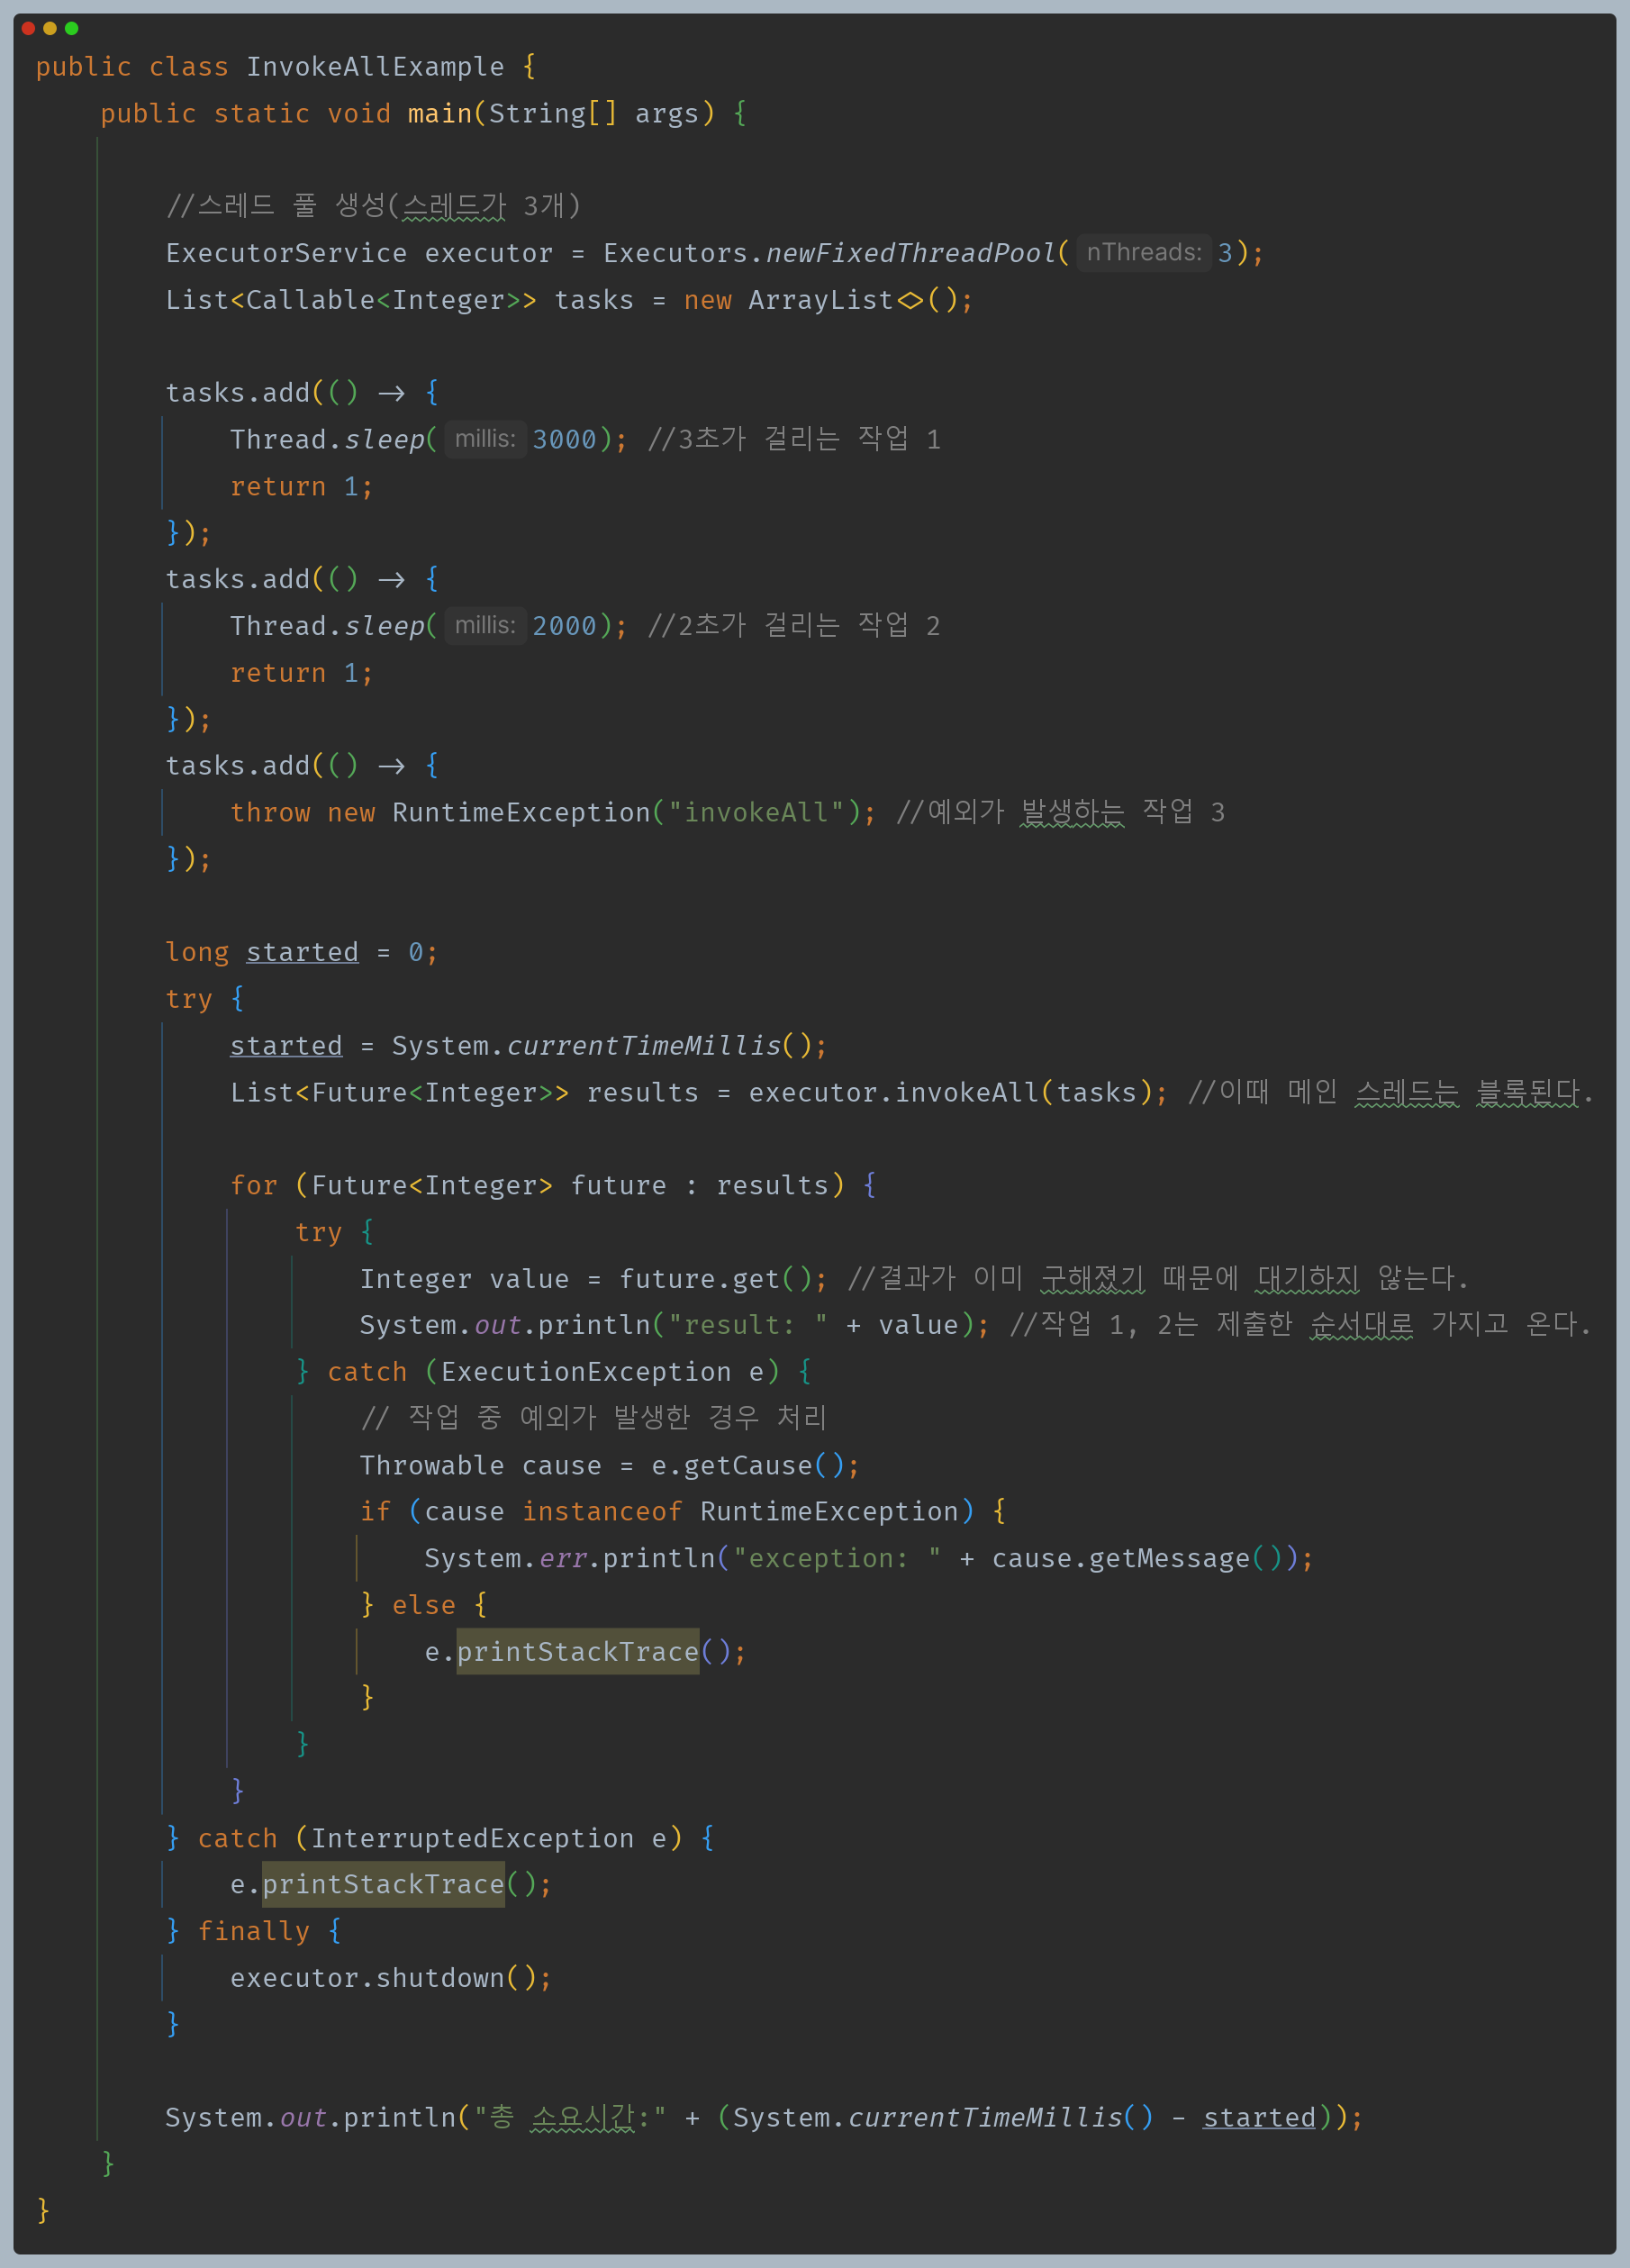 public class InvokeAllExample {
public static void main(String[] args) {
//스레드 풀 생성(스레드가 3개)
ExecutorService executor = Executors.newFixedThreadPool( nThreads: 3);
List<Callable<Integer>> tasks = new ArrayList<>();
tasks.add(() -> {
Thread.sleep( millis: 3000); //3초가 걸리는 작업 1
return 1;
});
tasks.add(() -> {
Thread.sleep( millis: 2000); //2초가 걸리는 작업 2
return 1;
});
tasks.add(() -> {
throw new RuntimeException("invokeAll"); //예외가 발생하는 작업 3
});
long started = 0;
try {
started = System.currentTimeMillis();
List<Future<Integer>> results = executor.invokeAll(tasks); //이때 메인 스레드는 블록된다.
for (Future<Integer> future : results) {
try {
Integer value = future.get(); //결과가 이미 구해졌기 때문에 대기하지 않는다.
System.out.println("result: " + value); //작업 1, 2는 제출한 순서대로 가지고 온다.
} catch (ExecutionException e) {
// 작업 중 예외가 발생한 경우 처리
Throwable cause = e.getCause();
if (cause instanceof RuntimeException) {
System.err.println("exception: " + cause.getMessage());
} else {
e.printStackTrace();
}
}
}
} catch (InterruptedException e) {
e.printStackTrace();
} finally {
executor.shutdown();
}
System.out.println("총 소요시간:" + (System.currentTimeMillis() - started));
}
}